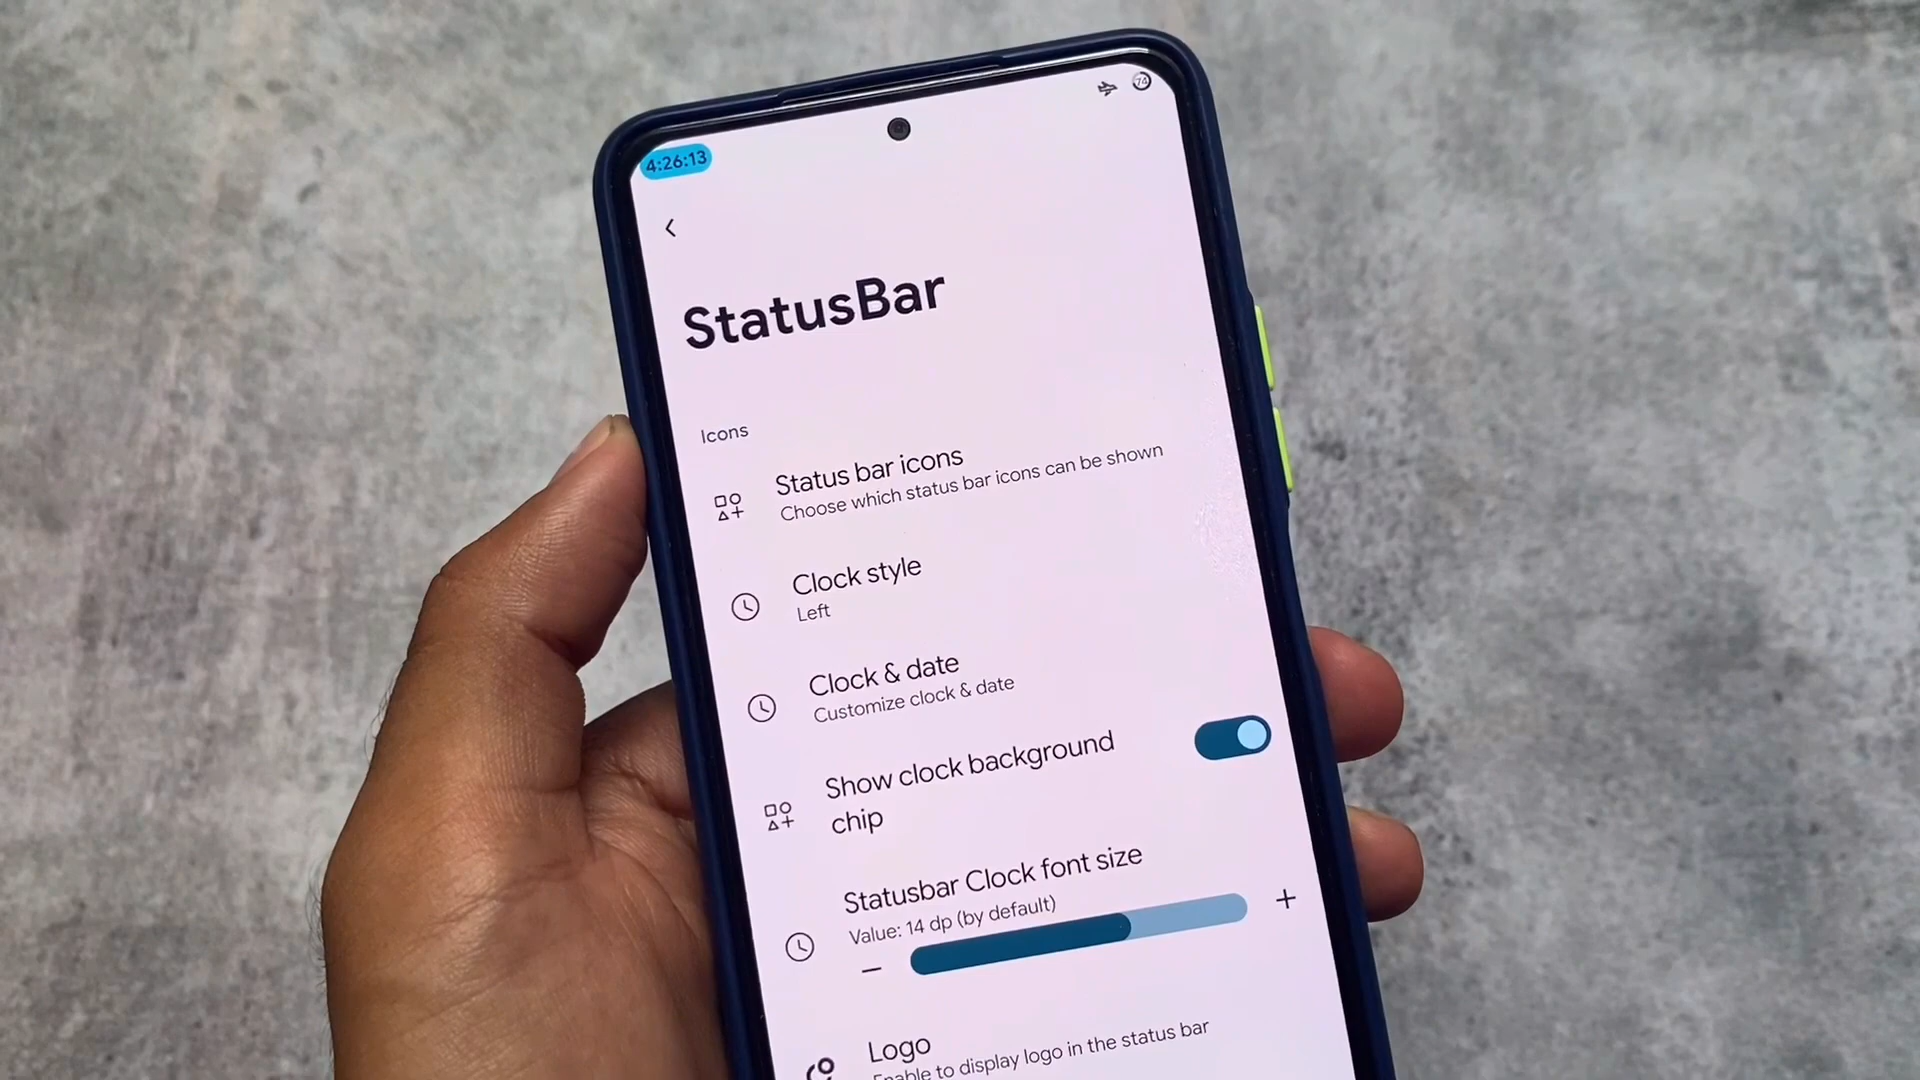 4:26:13
74
StatusBar
Icons
Status bar icons
Choose which status bar icons can be shown
Clock style
Left
Clock & date
Customize clock & date
Show clock background
chip
Statusbar Clock font size
Value: 14 dp (by default)
Logo
Enable to display logo in the status bar